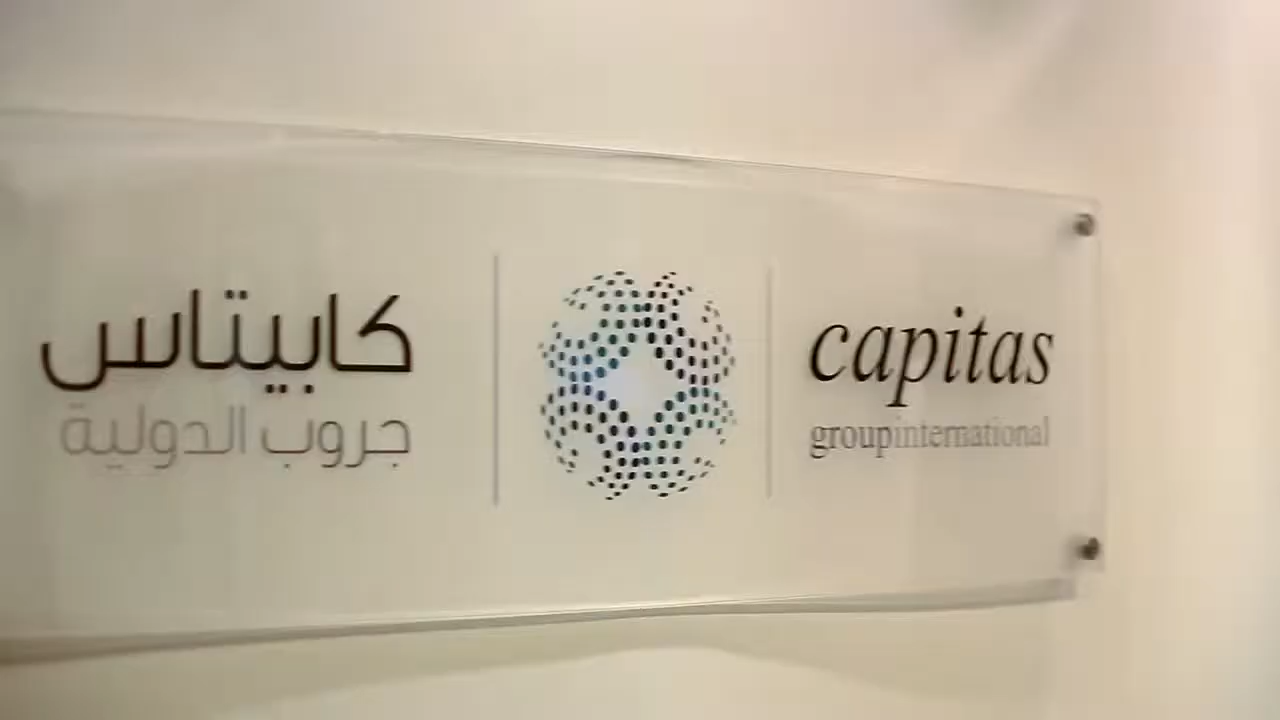 كابيتاس
جروب الدولية
capitas
groupinternational